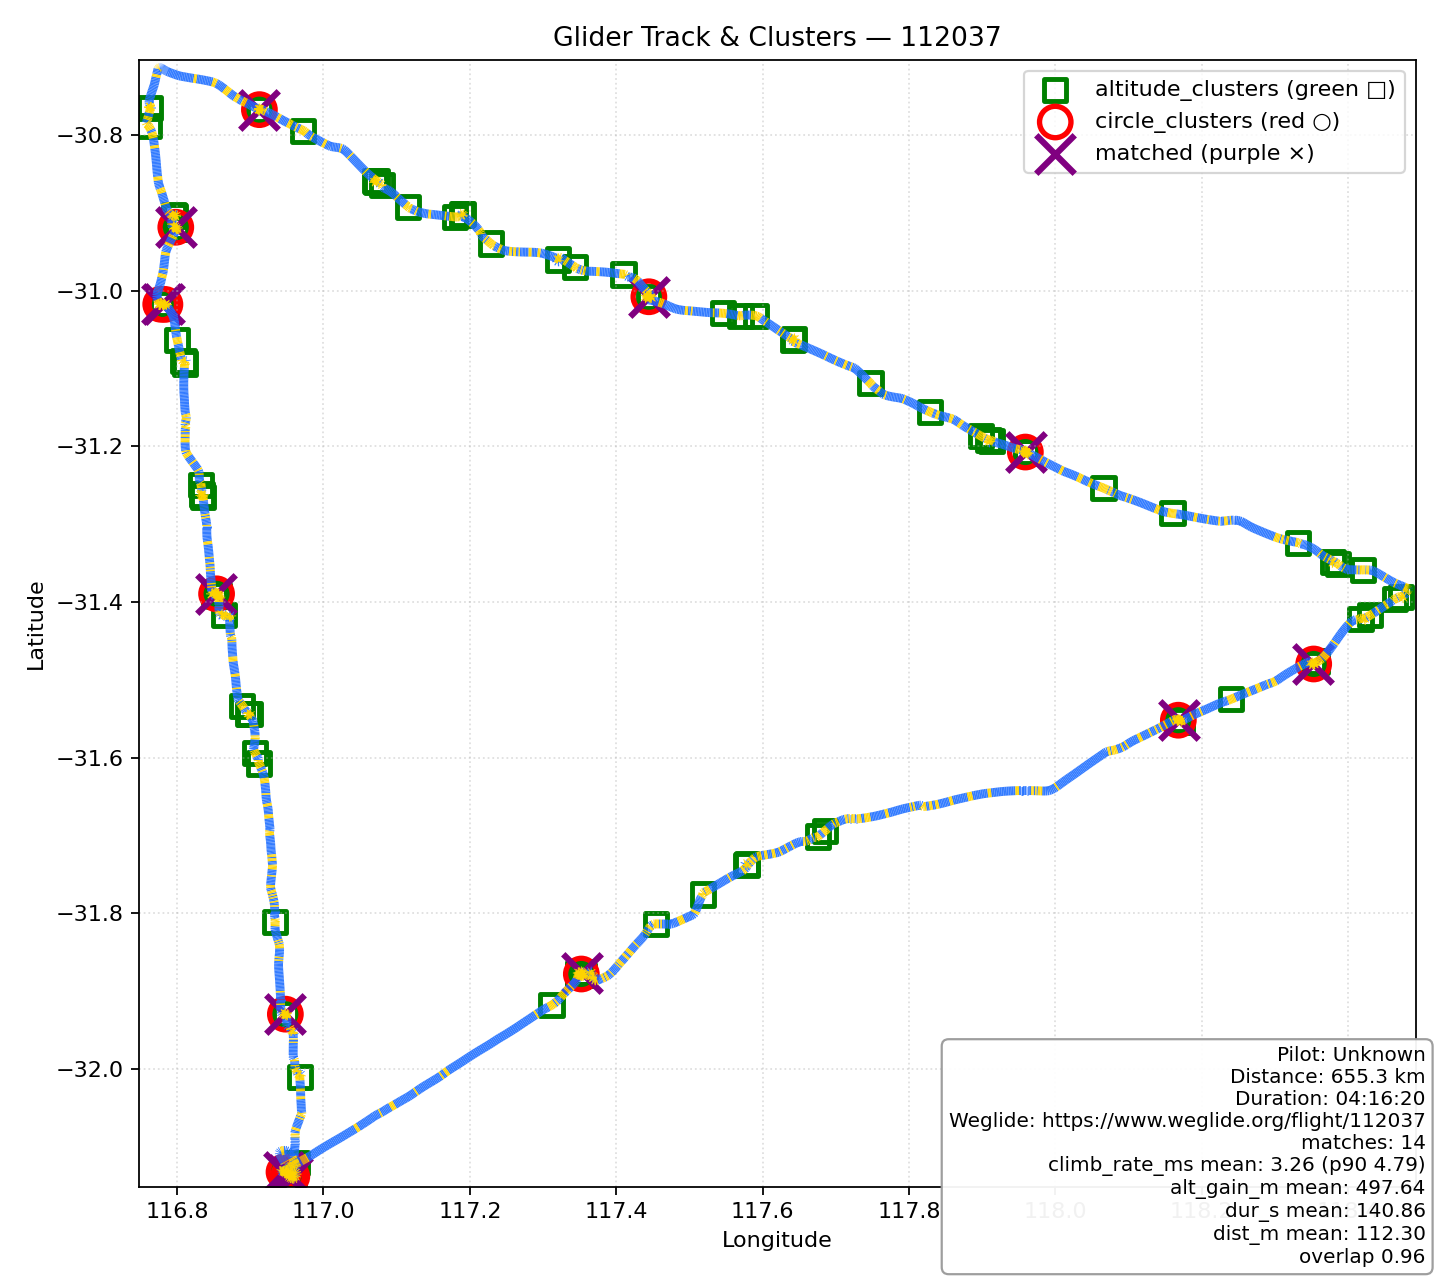 Glider Track & Clusters — 112037
altitude_clusters (green □)
circle_clusters (red ○)
matched (purple ×)
Latitude
−30.8
−31.0
−31.2
−31.4
−31.6
−31.8
−32.0
116.8 117.0 117.2 117.4 117.6 117.8 118.0 118.2
Longitude
Pilot: Unknown
Distance: 655.3 km
Duration: 04:16:20
Weglide: https://www.weglide.org/flight/112037
matches: 14
climb_rate_ms mean: 3.26 (p90 4.79)
alt_gain_m mean: 497.64
dur_s mean: 140.86
dist_m mean: 112.30
overlap 0.96